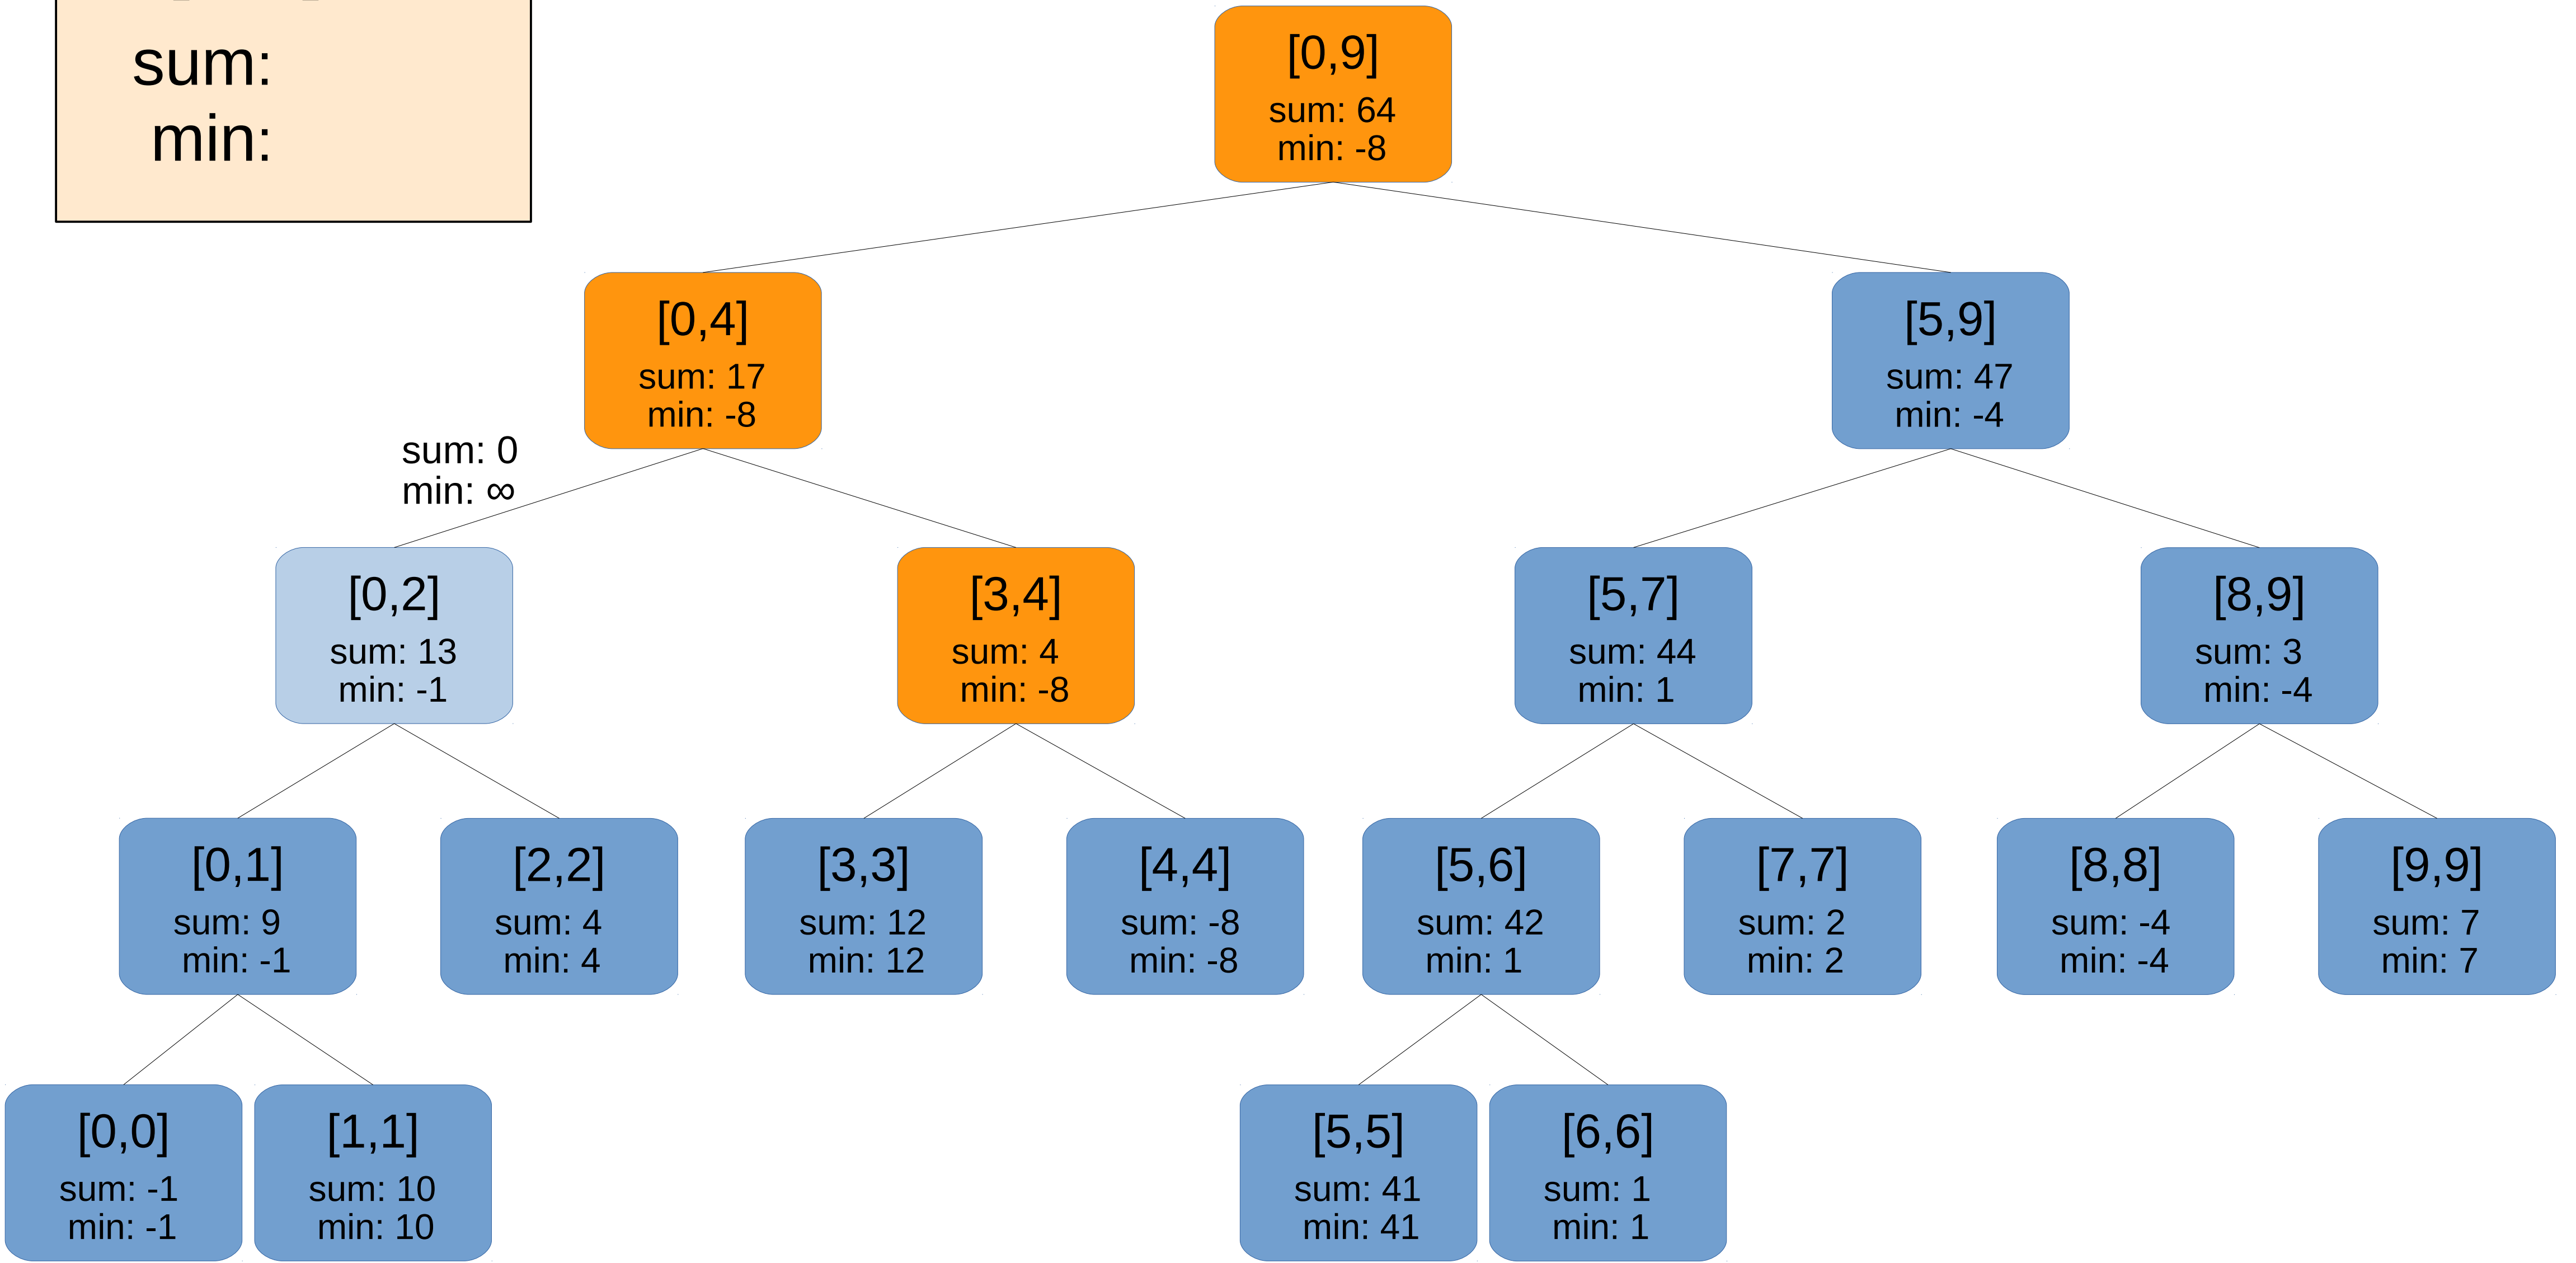 sum:
min:
[0,9]
sum: 64
min: -8
[0,4]
sum: 17
min: -8
[5,9]
sum: 47
min: -4
sum: 0
min: ∞
[0,2]
sum: 13
min: -1
[3,4]
sum: 4
min: -8
[5,7]
sum: 44
min: 1
[8,9]
sum: 3
min: -4
[0,1]
sum: 9
min: -1
[2,2]
sum: 4
min: 4
[3,3]
sum: 12
min: 12
[4,4]
sum: -8
min: -8
[5,6]
sum: 42
min: 1
[7,7]
sum: 2
min: 2
[8,8]
sum: -4
min: -4
[9,9]
sum: 7
min: 7
[0,0]
sum: -1
min: -1
[1,1]
sum: 10
min: 10
[5,5]
sum: 41
min: 41
[6,6]
sum: 1
min: 1